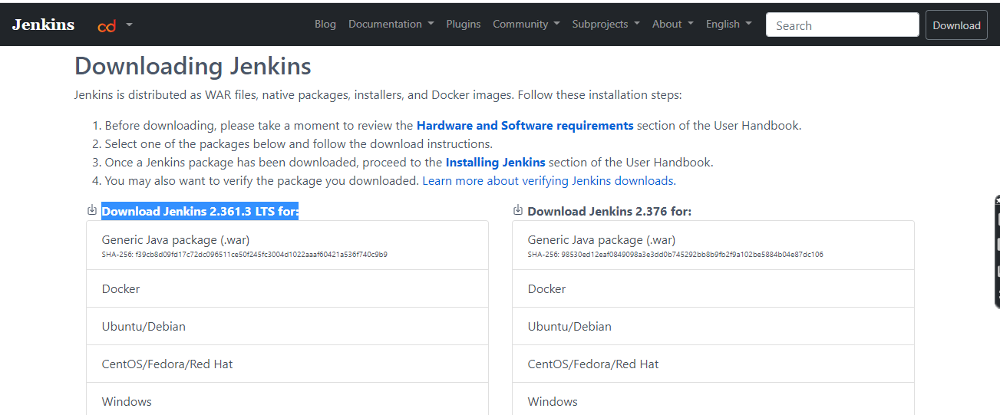 Jenkins
cd
Blog Documentation Plugins Community Subprojects About English Search Download
Downloading Jenkins
Jenkins is distributed as WAR files, native packages, installers, and Docker images. Follow these installation steps:
1. Before downloading, please take a moment to review the Hardware and Software requirements section of the User Handbook.
2. Select one of the packages below and follow the download instructions.
3. Once a Jenkins package has been downloaded, proceed to the Installing Jenkins section of the User Handbook.
4. You may also want to verify the package you downloaded. Learn more about verifying Jenkins downloads.
Download Jenkins 2.361.3 LTS for:
Generic Java package (.war)
SHA-256: f39cb8d09fd17c72dc096511ce50f245fc3004d1022aaaf60421a536f740c9b9
Docker
Ubuntu/Debian
CentOS/Fedora/Red Hat
Windows
Download Jenkins 2.376 for:
Generic Java package (.war)
SHA-256: 98530ed12eaf0849098a3e3dd0b745292bb8b9fb2f9a102be5884b04e87dc106
Docker
Ubuntu/Debian
CentOS/Fedora/Red Hat
Windows